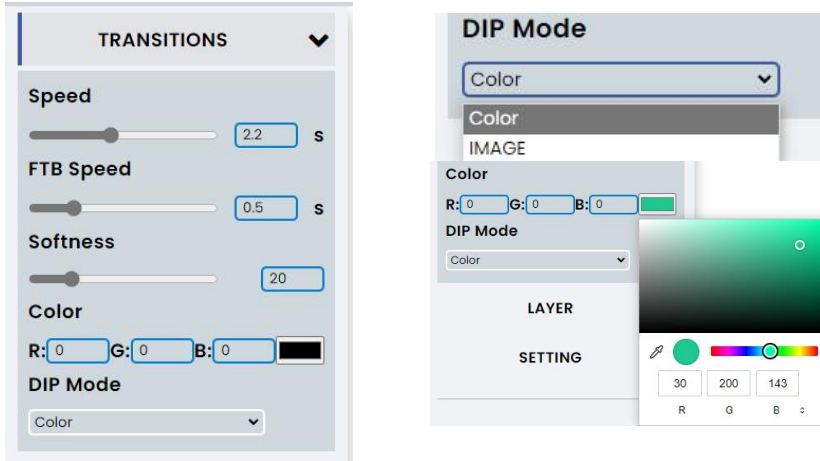 TRANSITIONS
Speed
2.2 s
FTB Speed
0.5 s
Softness
20
Color
R: 0 G: 0 B: 0
DIP Mode
Color
DIP Mode
Color
Color
IMAGE
Color
R: 0 G: 0 B: 0
DIP Mode
Color
LAYER
SETTING
30 200 143
R G B